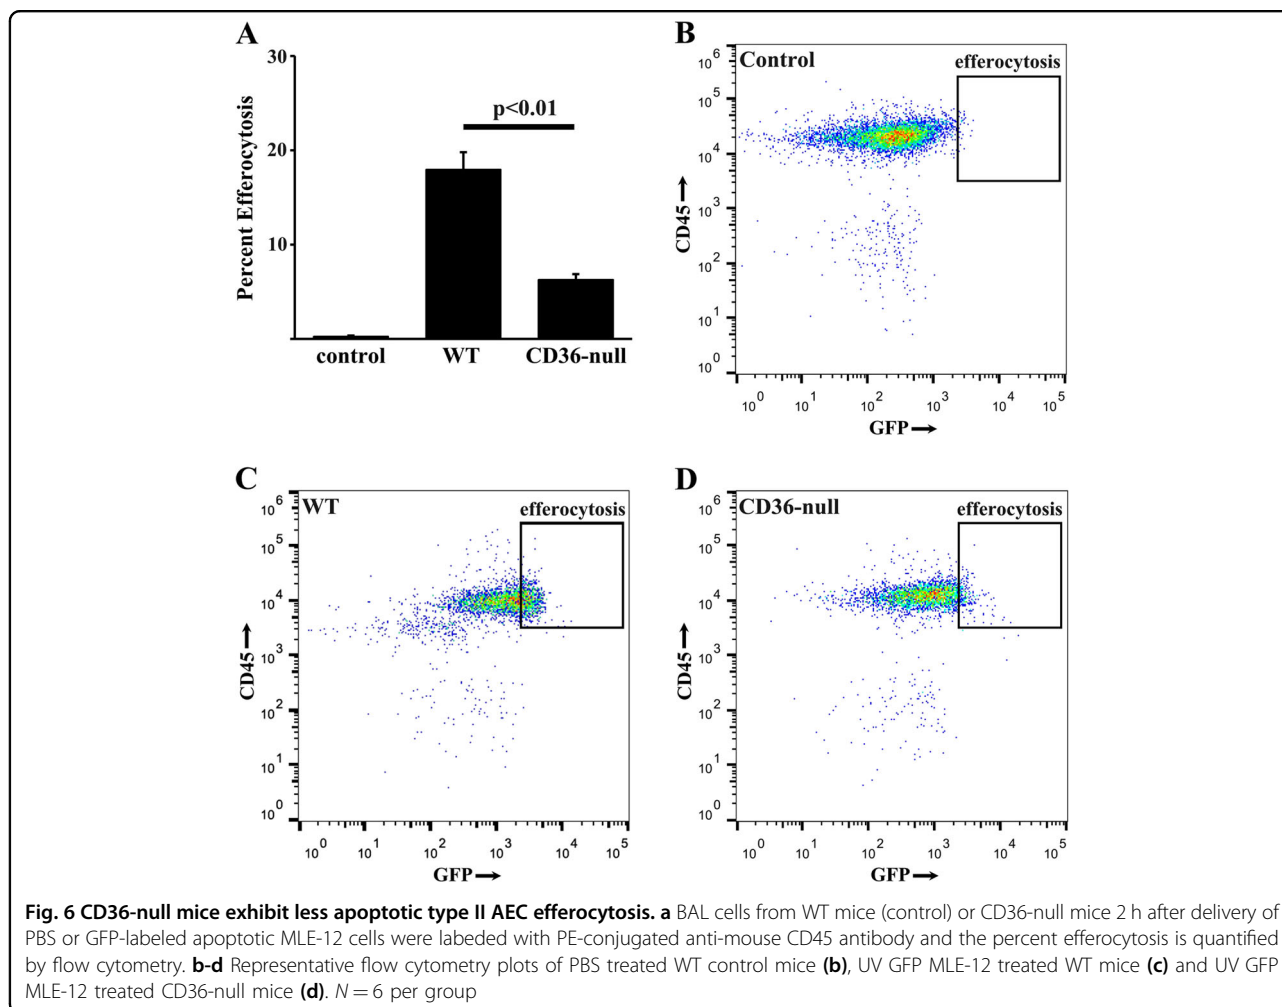 A
30
20
10
Percent Efferocytosis
p<0.01
control WT CD36-null
B
Control
efferocytosis
10^6
10^5
10^4
10^3
10^2
10^1
10^0
CD45 →
10^0 10^1 10^2 10^3 10^4 10^5
GFP →
C
WT
efferocytosis
10^6
10^5
10^4
10^3
10^2
10^1
10^0
CD45 →
10^0 10^1 10^2 10^3 10^4 10^5
GFP →
D
CD36-null
efferocytosis
10^6
10^5
10^4
10^3
10^2
10^1
10^0
CD45 →
10^0 10^1 10^2 10^3 10^4 10^5
GFP →
Fig. 6 CD36-null mice exhibit less apoptotic type II AEC efferocytosis. a BAL cells from WT mice (control) or CD36-null mice 2 h after delivery of
PBS or GFP-labeled apoptotic MLE-12 cells were labeded with PE-conjugated anti-mouse CD45 antibody and the percent efferocytosis is quantified
by flow cytometry. b-d Representative flow cytometry plots of PBS treated WT control mice (b), UV GFP MLE-12 treated WT mice (c) and UV GFP
MLE-12 treated CD36-null mice (d). N = 6 per group